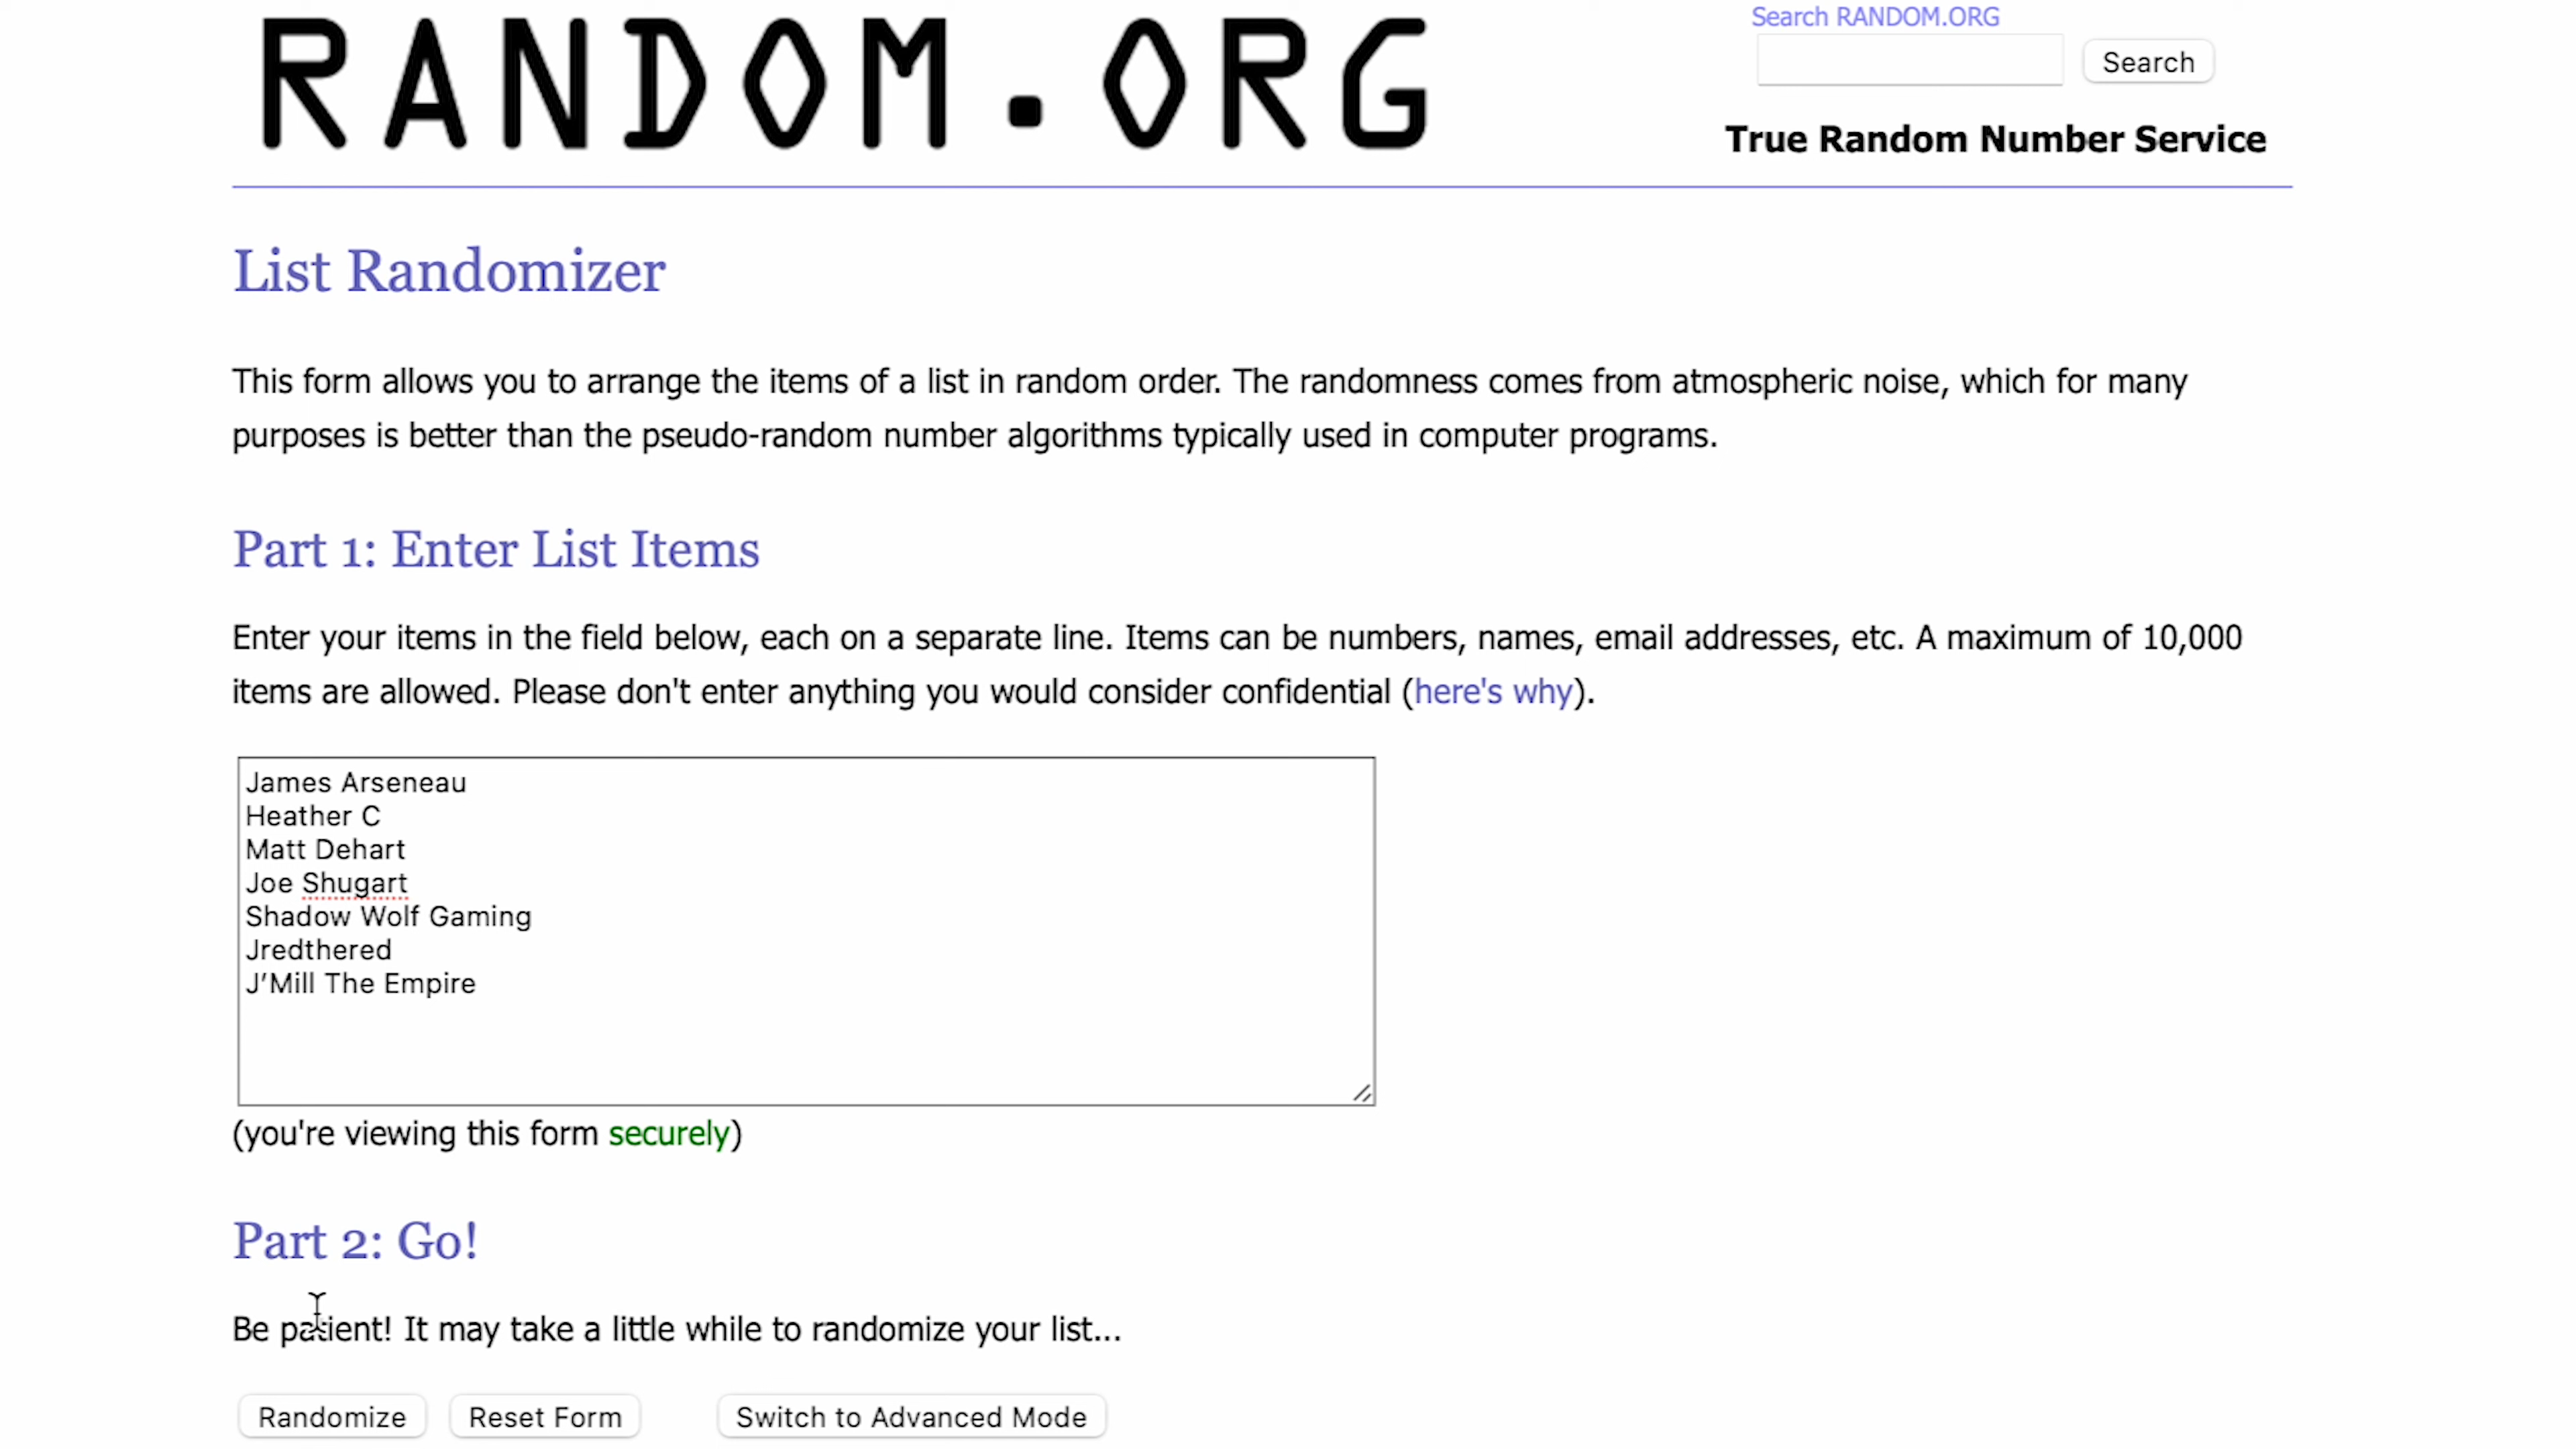 RANDOM.ORG
Search RANDOM.ORG
Search
True Random Number Service
List Randomizer
This form allows you to arrange the items of a list in random order. The randomness comes from atmospheric noise, which for many
purposes is better than the pseudo-random number algorithms typically used in computer programs.
Part 1: Enter List Items
Enter your items in the field below, each on a separate line. Items can be numbers, names, email addresses, etc. A maximum of 10,000
items are allowed. Please don't enter anything you would consider confidential (here's why).
James Arseneau
Heather C
Matt Dehart
Joe Shugart
Shadow Wolf Gaming
Jredthered
J’Mill The Empire
(you're viewing this form securely)
Part 2: Go!
Be patient! It may take a little while to randomize your list...
Randomize
Reset Form
Switch to Advanced Mode